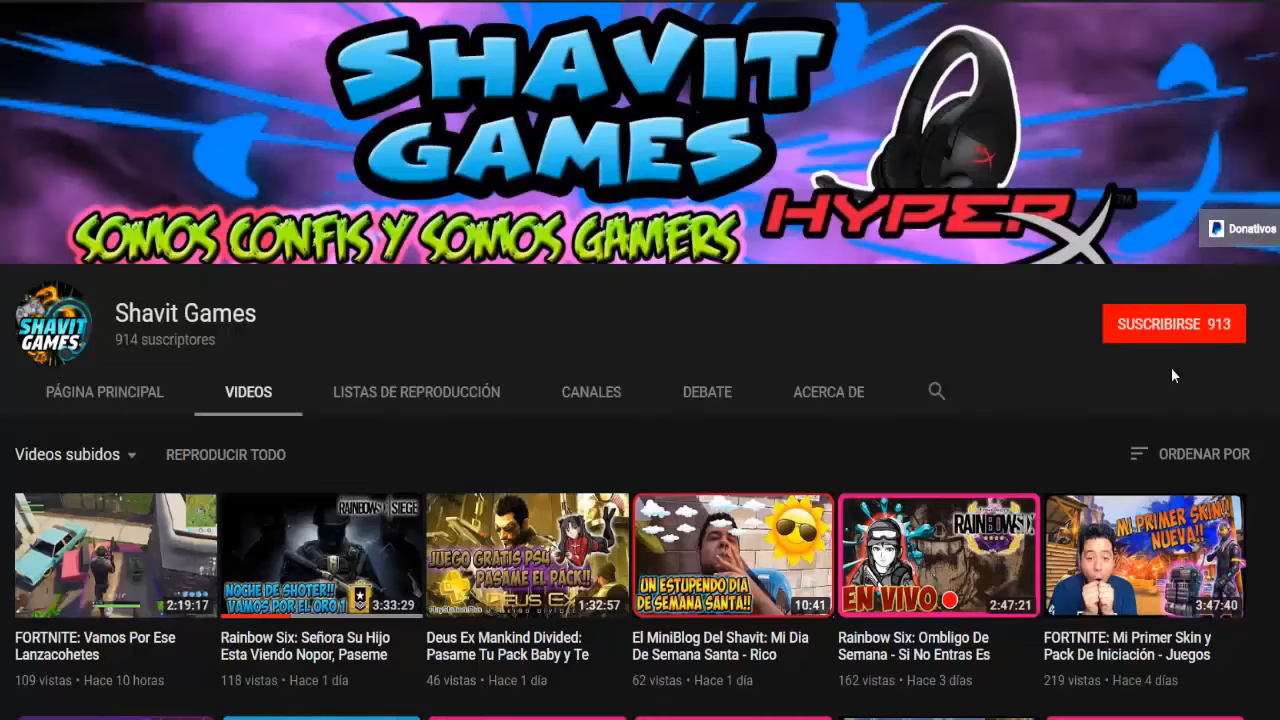 SHAVIT
GAMES
HYPERX™
SOMOS CONFIS Y SOMOS GAMERS
Donativos
SHAVIT
GAMES
Shavit Games
914 suscriptores
SUSCRIBIRSE 913
PÁGINA PRINCIPAL
VIDEOS
LISTAS DE REPRODUCCIÓN
CANALES
DEBATE
ACERCA DE
Videos subidos
REPRODUCIR TODO
ORDENAR POR
2:19:17
RAINBOW SIX SIEGE
NOCHE DE SHOTER!!
VAMOS POR EL ORO 1
3:33:29
JUEGO GRATIS PS4
PASAME EL PACK!!
1:32:57
UN ESTUPENDO DIA
DE SEMANA SANTA!!
10:41
RAINBOW SIX
EN VIVO
2:47:21
MI PRIMER SKIN!!
NUEVA!!
3:47:40
FORTNITE: Vamos Por Ese
Lanzacohetes
109 vistas • Hace 10 horas
Rainbow Six: Señora Su Hijo
Esta Viendo Nopor, Paseme
118 vistas • Hace 1 día
Deus Ex Mankind Divided:
Pasame Tu Pack Baby y Te
46 vistas • Hace 1 día
El MiniBlog Del Shavit: Mi Dia
De Semana Santa - Rico
62 vistas • Hace 1 día
Rainbow Six: Ombligo De
Semana - Si No Entras Es
162 vistas • Hace 3 días
FORTNITE: Mi Primer Skin y
Pack De Iniciación - Juegos
219 vistas • Hace 4 días